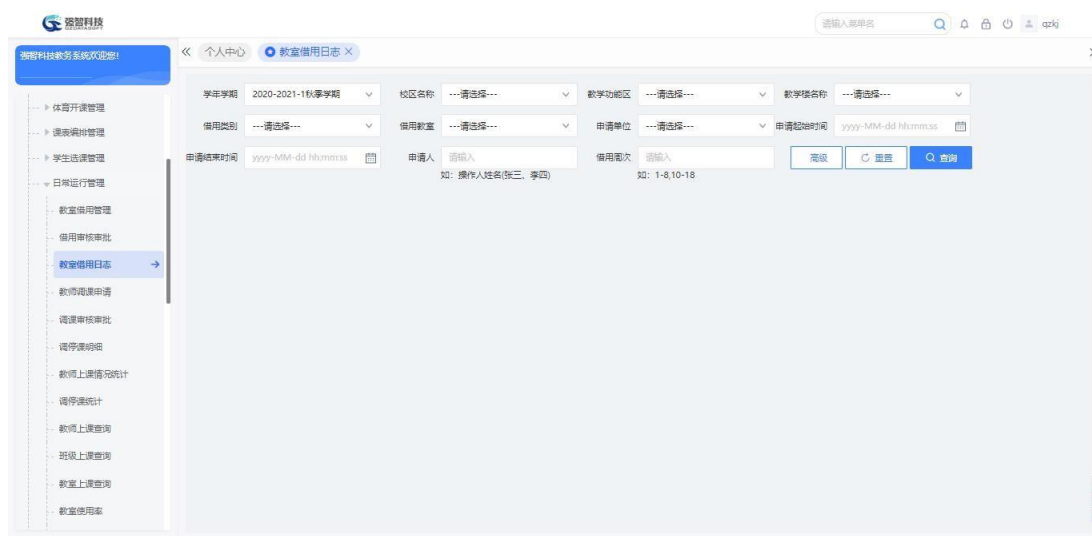 强智科技
QZDATASOFT
请输入菜单名
qzkj
强智科技教务系统欢迎您!
个人中心
教室借用日志
体育开课管理
课表编排管理
学生选课管理
日常运行管理
教室借用管理
借用审核审批
教室借用日志
教师调课申请
调课审核审批
调停课明细
教师上课情况统计
调停课统计
教师上课查询
班级上课查询
教室上课查询
教室使用率
学年学期 2020-2021-1秋季学期 校区名称 ---请选择--- 教学功能区 ---请选择--- 教学楼名称 ---请选择---
借用类别 ---请选择--- 借用教室 ---请选择--- 申请单位 ---请选择--- 申请起始时间 yyyy-MM-dd hh:mm:ss
申请结束时间 yyyy-MM-dd hh:mm:ss 申请人 请输入 借用周次 请输入 高级 重置 查询
如：操作人姓名(张三、李四) 如：1-8,10-18